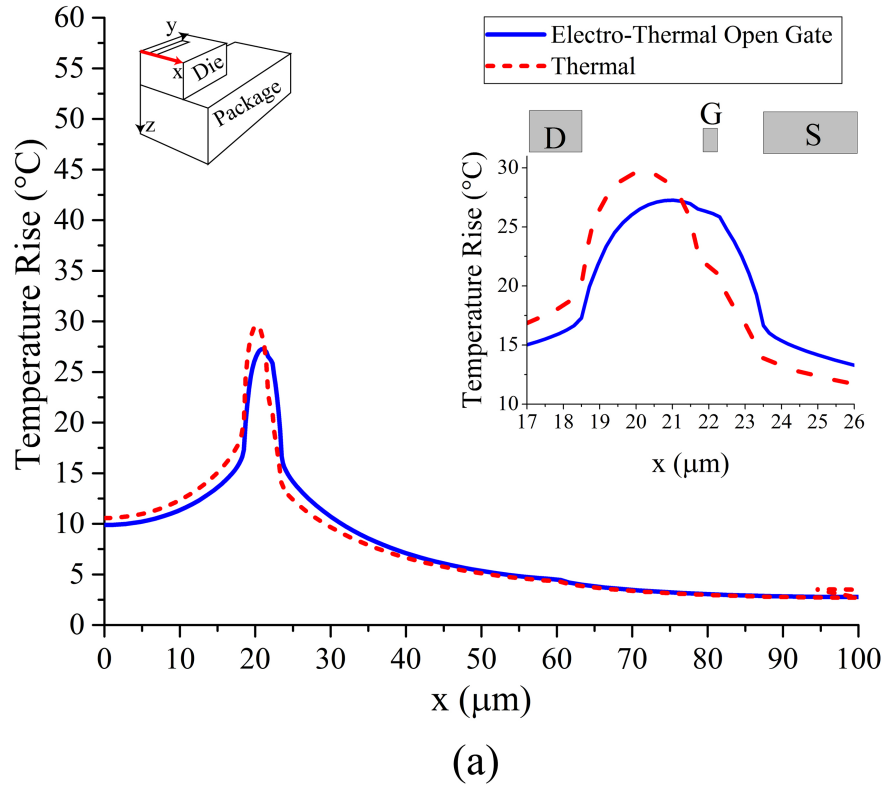 Electro-Thermal Open Gate
Thermal
y
x
Die
Package
z
D
G
S
Temperature Rise (°C)
60
55
50
45
40
35
30
25
20
15
10
5
0
0 10 20 30 40 50 60 70 80 90 100
x (μm)
Temperature Rise (°C)
30
25
20
15
10
17 18 19 20 21 22 23 24 25 26
x (μm)
(a)